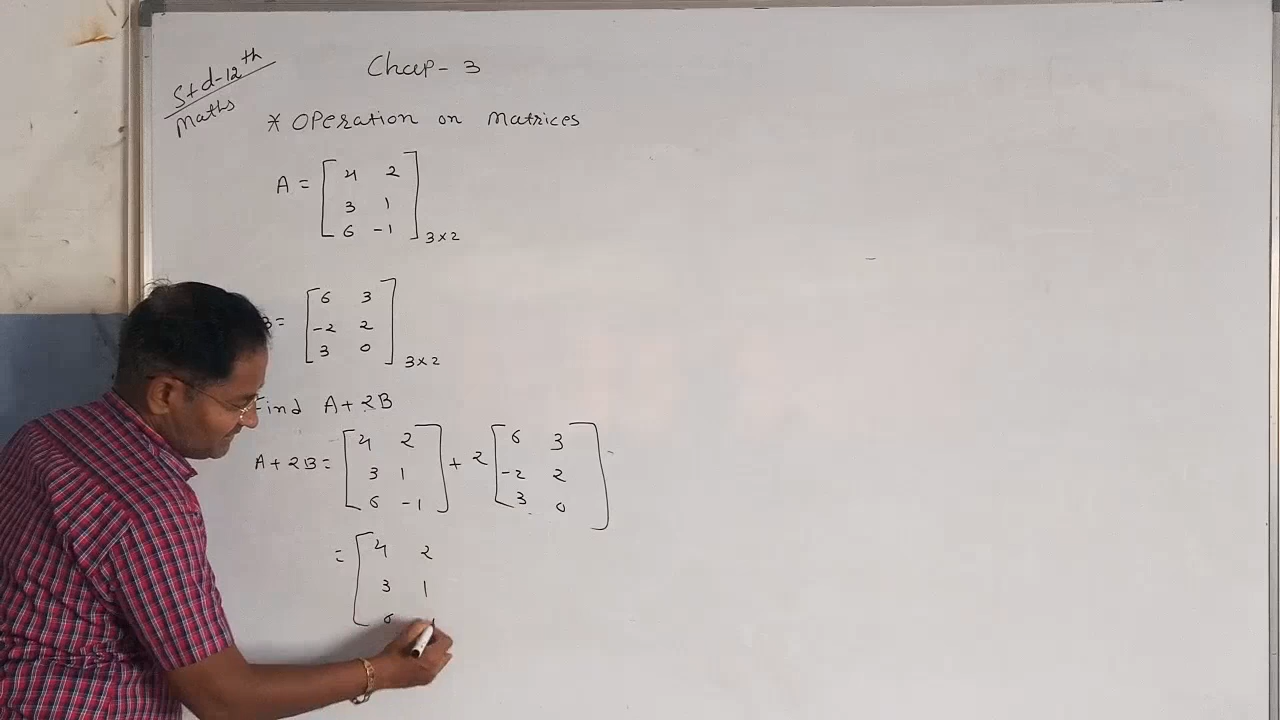 Std-12th
Maths
Chap-3
* Operation on Matrices
A = [4 2
3 1
6 -1] 3×2
B = [6 3
-2 2
3 0] 3×2
Find A+2B
A+2B = [4 2
3 1
6 -1] + 2 [6 3
-2 2
3 0]
= [4 2
3 1
6